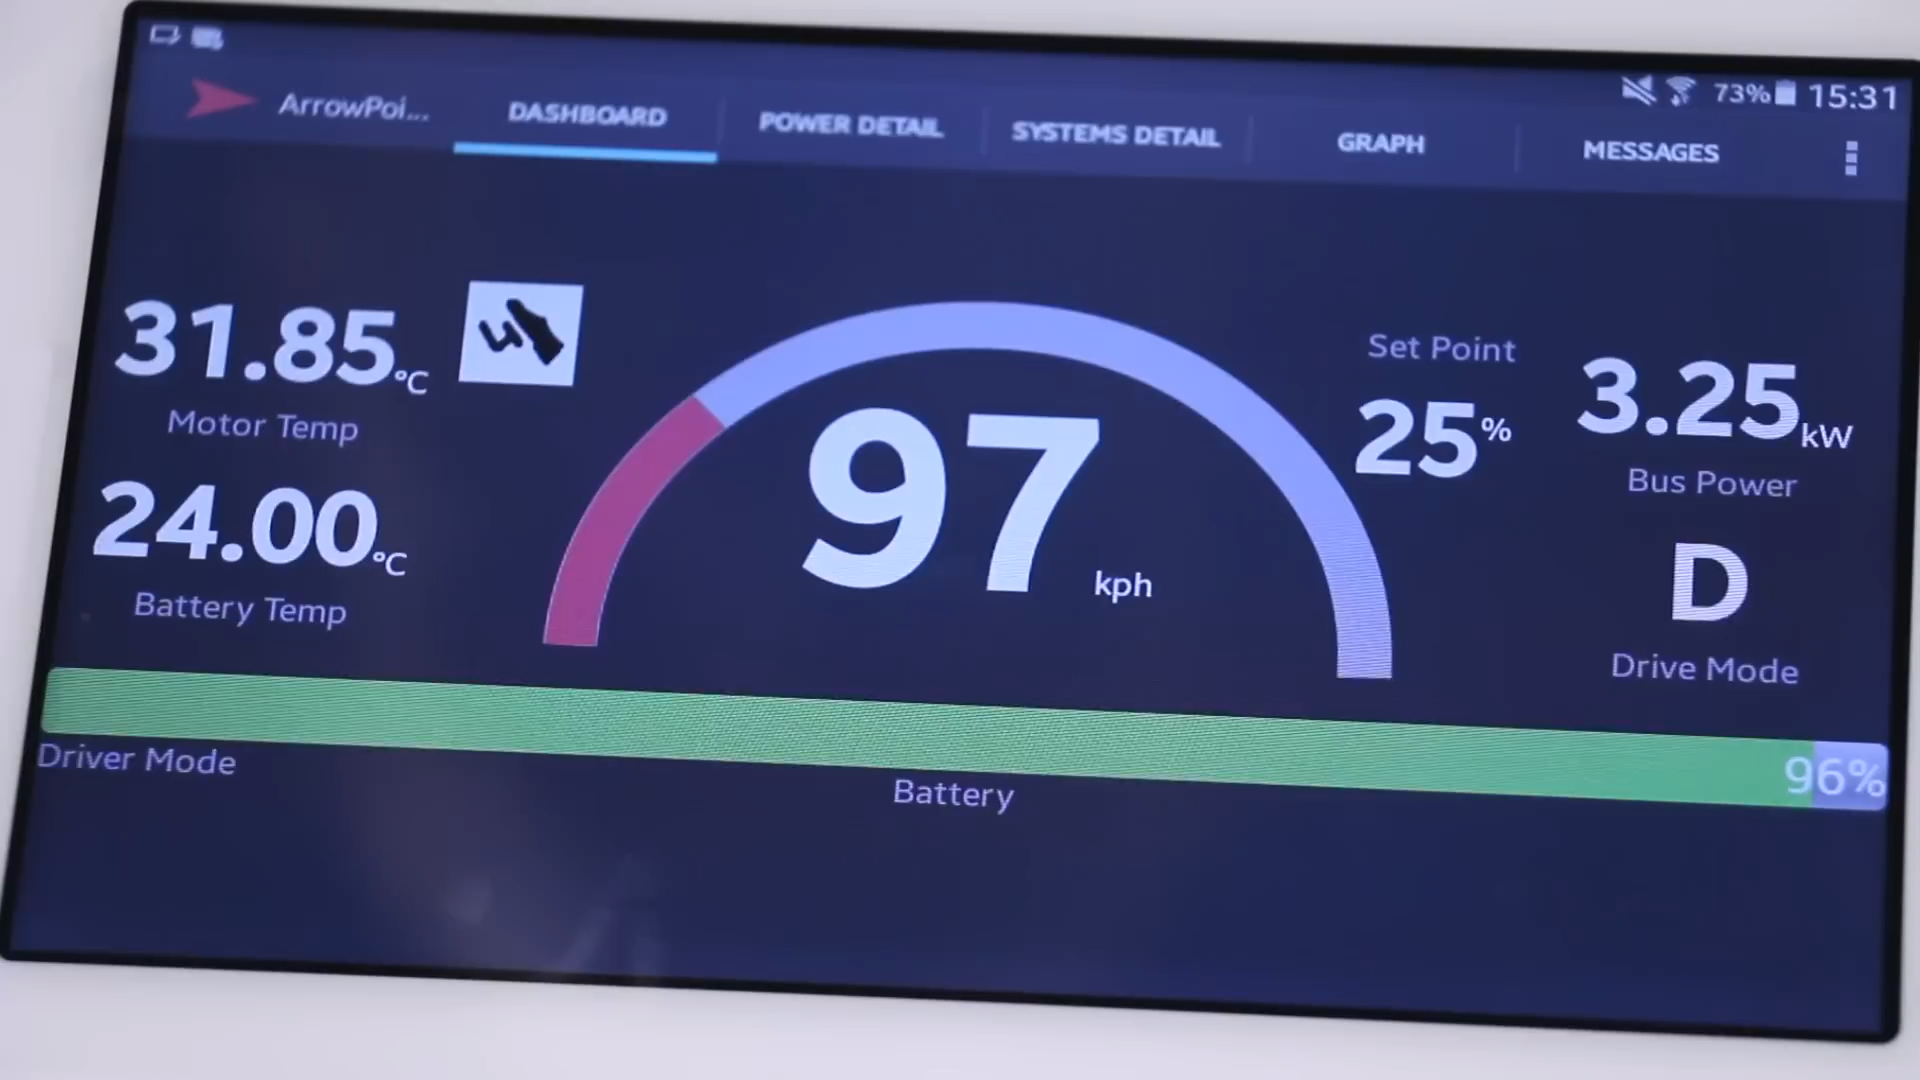 73% 15:31
ArrowPoi... DASHBOARD POWER DETAIL SYSTEMS DETAIL GRAPH MESSAGES
31.85°C
Motor Temp
24.00°C
Battery Temp
97 kph
Set Point
25%
3.25kW
Bus Power
D
Drive Mode
96%
Driver Mode
Battery